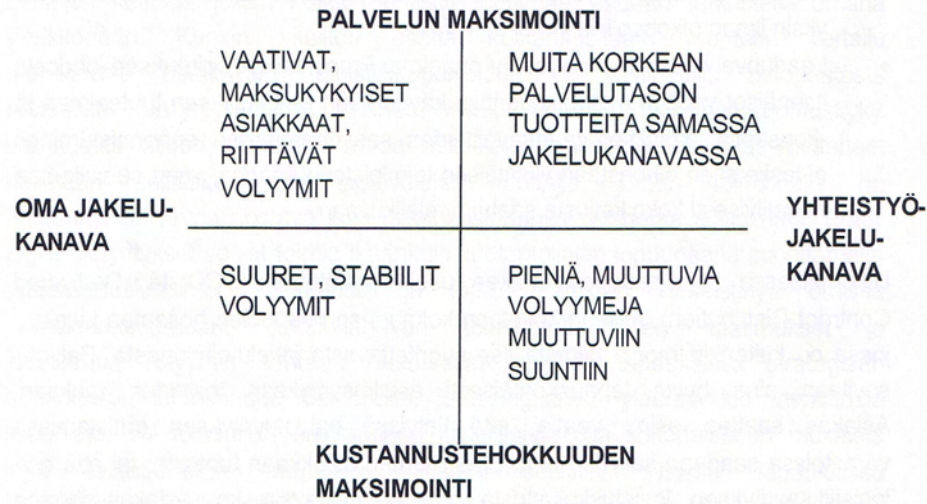 PALVELUN MAKSIMOINTI
VAATIVAT,
MAKSUKYKYISET
ASIAKKAAT,
RIITTÄVÄT
VOLYYMIT
MUITA KORKEAN
PALVELUTASON
TUOTTEITA SAMASSA
JAKELUKANAVASSA
OMA JAKELU-
KANAVA
YHTEISTYÖ-
JAKELU-
KANAVA
SUURET, STABIILIT
VOLYYMIT
PIENIÄ, MUUTTUVIA
VOLYYMEJA
MUUTTUVIIN
SUUNTIIN
KUSTANNUSTEHOKKUUDEN
MAKSIMOINTI